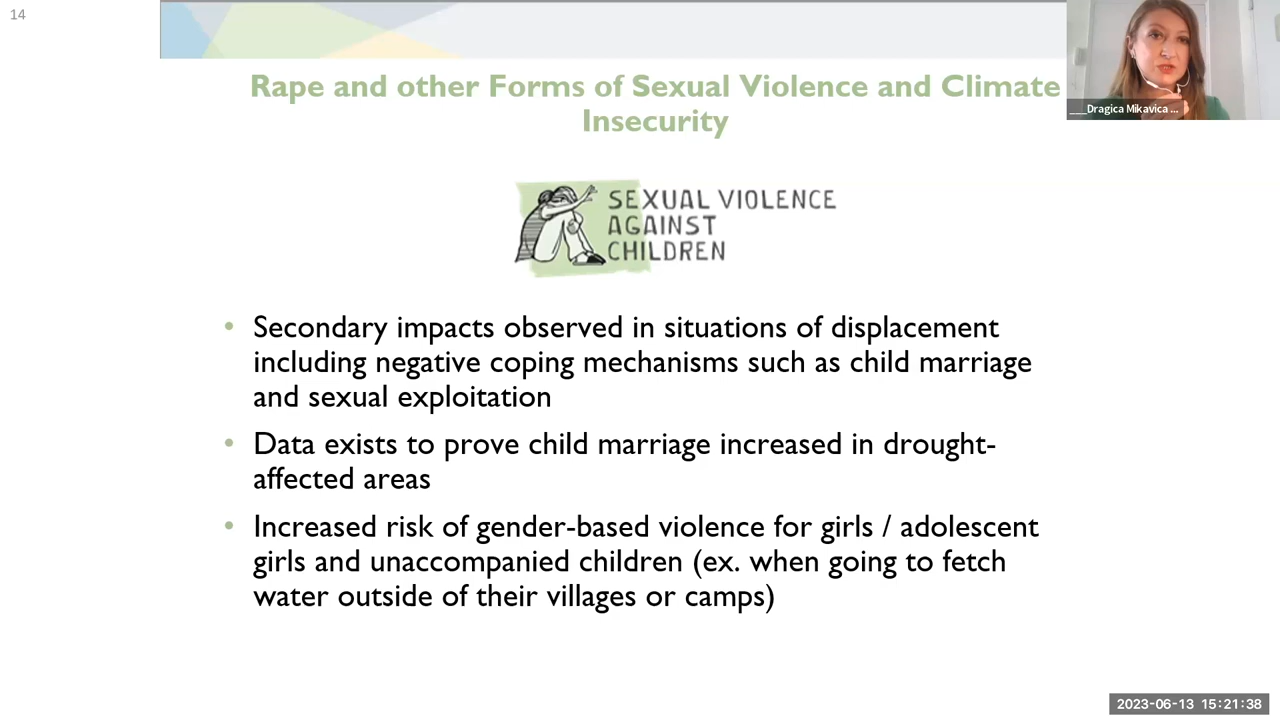 14
Rape and other Forms of Sexual Violence and Climate
Insecurity
___Dragica Mikavica ...
SEXUAL VIOLENCE
AGAINST
CHILDREN
• Secondary impacts observed in situations of displacement
including negative coping mechanisms such as child marriage
and sexual exploitation
• Data exists to prove child marriage increased in drought-
affected areas
• Increased risk of gender-based violence for girls / adolescent
girls and unaccompanied children (ex. when going to fetch
water outside of their villages or camps)
2023-06-13 15:21:38